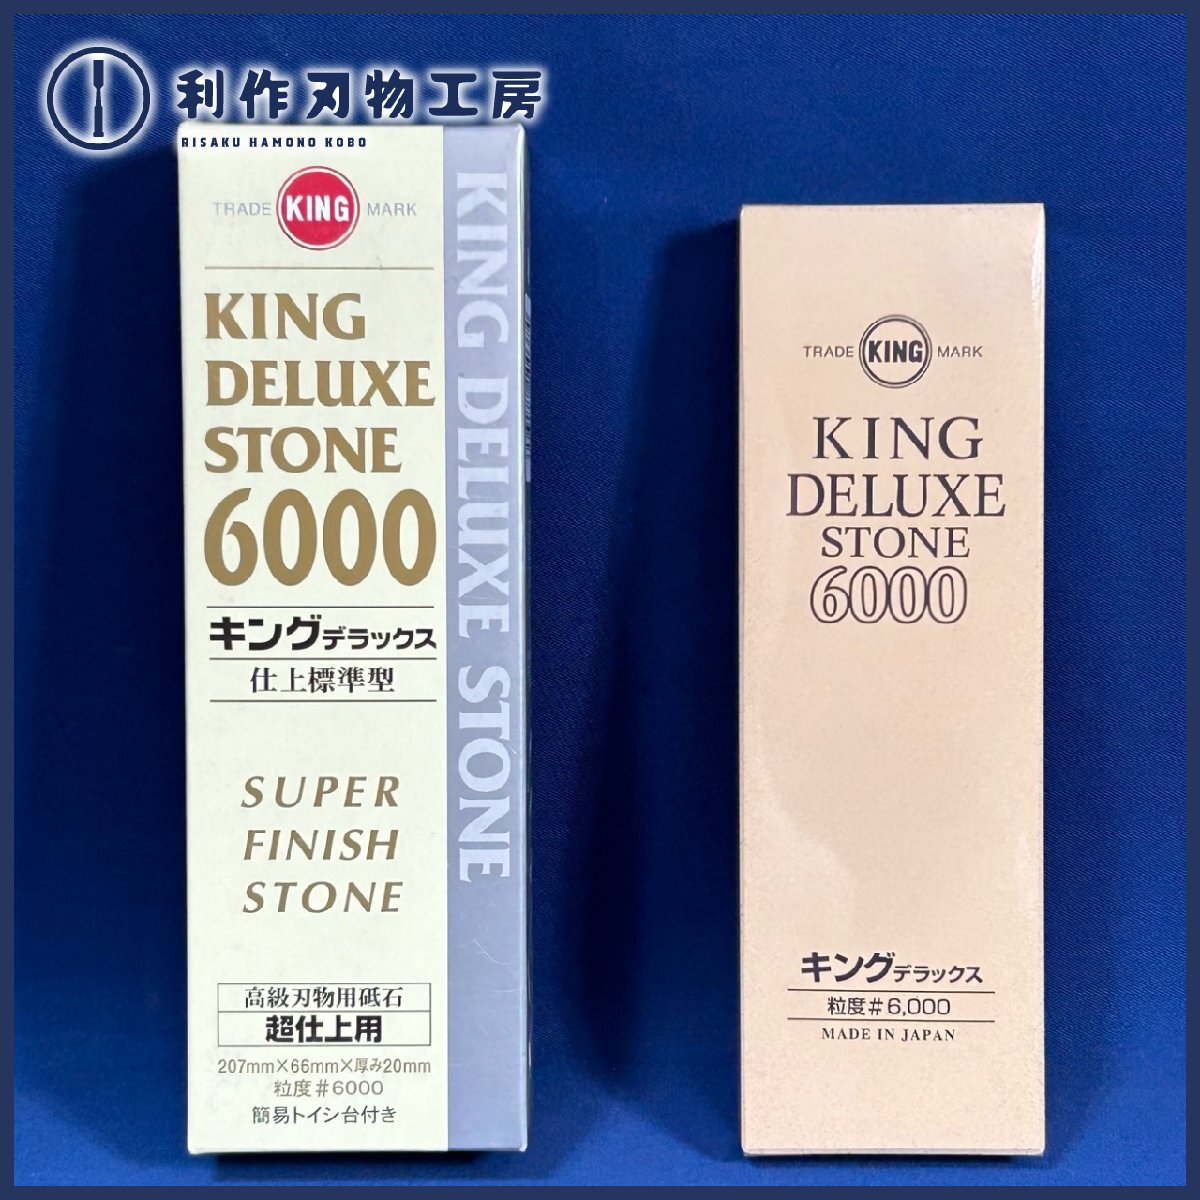 利作刃物工房
RISAKU HAMONO KOBO
TRADE KING MARK
KING
DELUXE
STONE
6000
キングデラックス
仕上標準型
SUPER
FINISH
STONE
高級刃物用砥石
超仕上用
207mm×66mm×厚み20mm
粒度#6000
簡易トイシ台付き
KING DELUXE STONE
TRADE KING MARK
KING
DELUXE
STONE
6000
キングデラックス
粒度#6,000
MADE IN JAPAN